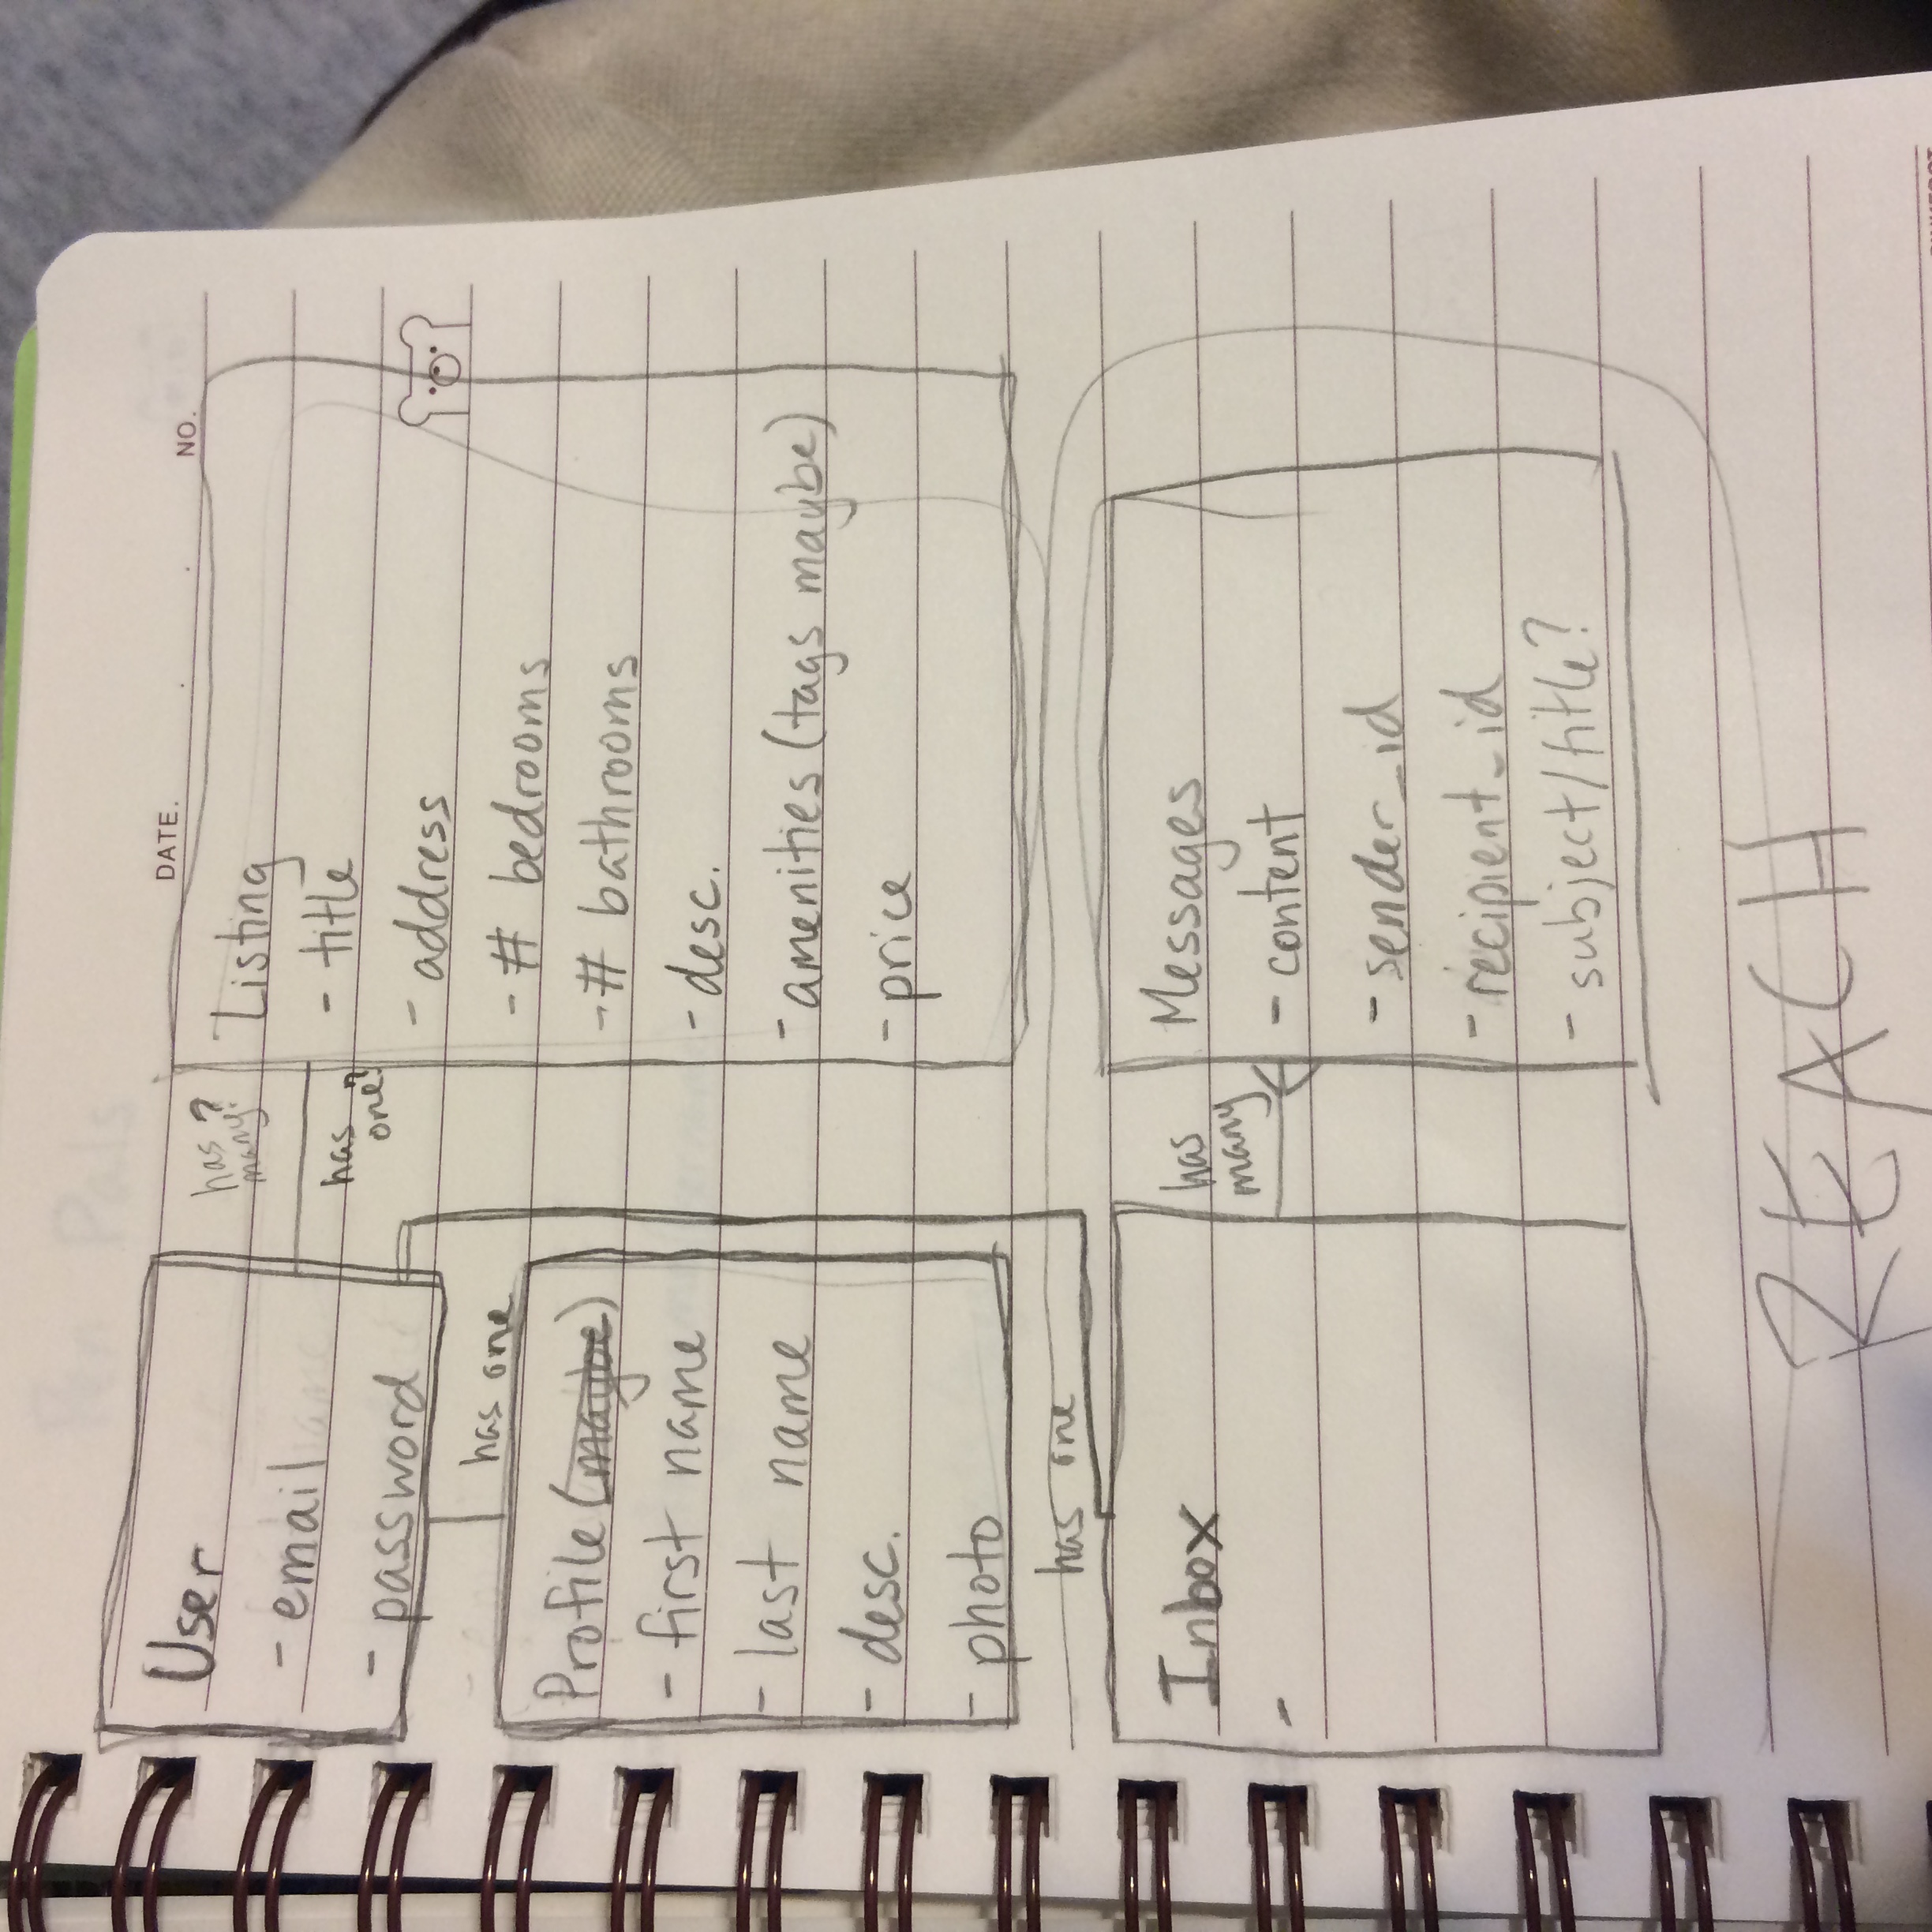 Pen Pals
DATE.
NO.
User
- email
- password
has many?
has one?
Listing
- title
- address
- # bedrooms
- # bathrooms
- desc.
- amenities (tags maybe)
- price
has one
Profile (maybe)
- first name
- last name
- desc.
- photo
has one
Inbox
-
has
many
Messages
- content
- sender_id
- recipient_id
- subject/title?
REACH